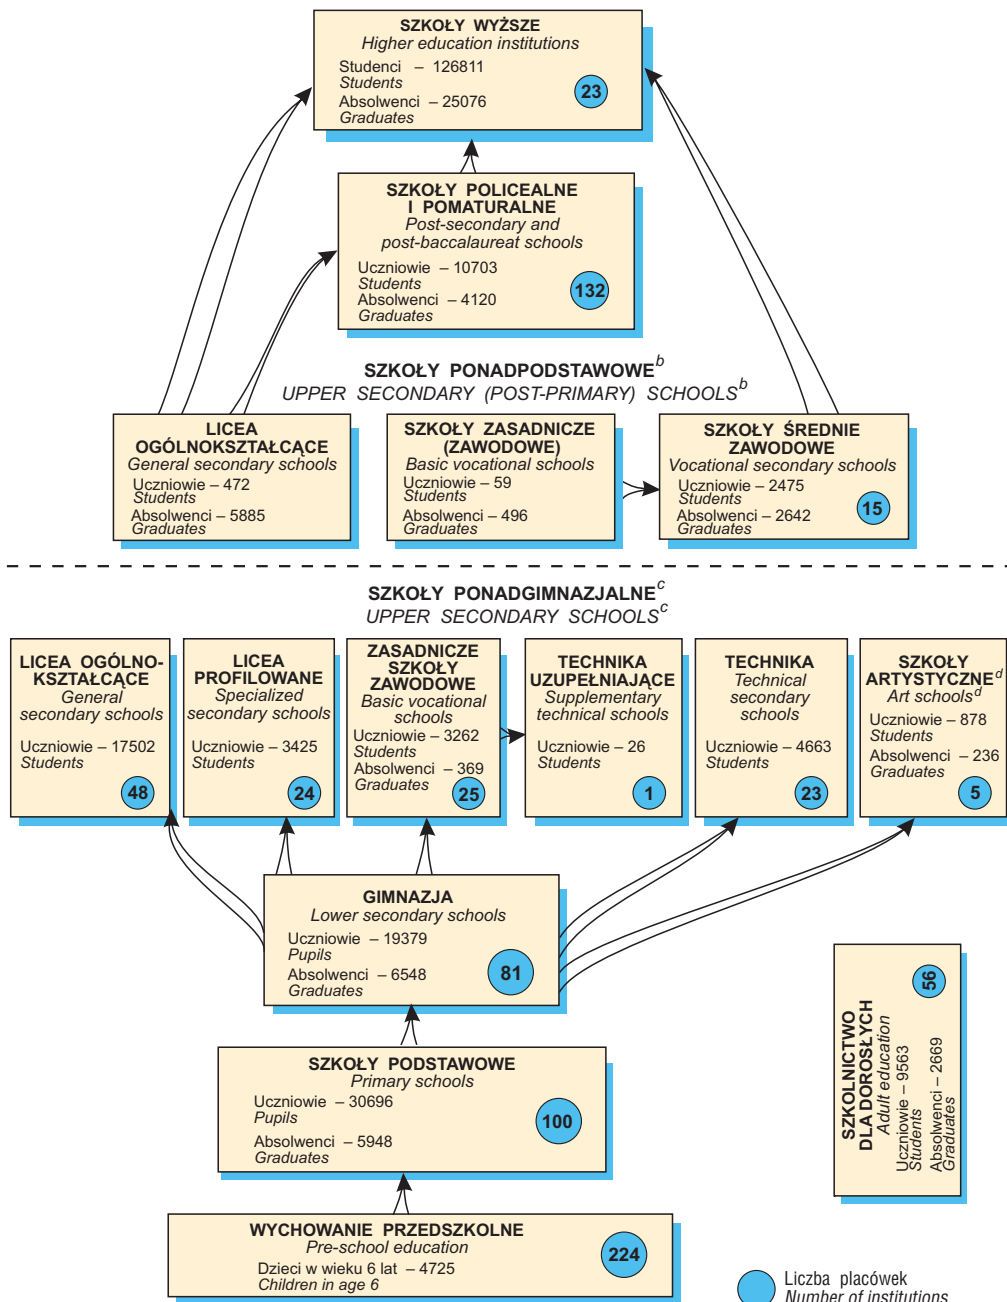 SZKOŁY WYŻSZE
Higher education institutions
Studenci – 126811
Students
Absolwenci – 25076
Graduates
23
SZKOŁY POLICEALNE
I POMATURALNE
Post-secondary and
post-baccalaureat schools
Uczniowie – 10703
Students
Absolwenci – 4120
Graduates
132
SZKOŁY PONADPODSTAWOWE b
UPPER SECONDARY (POST-PRIMARY) SCHOOLS b
LICEA
OGÓLNOKSZTAŁCĄCE
General secondary schools
Uczniowie – 472
Students
Absolwenci – 5885
Graduates
SZKOŁY ZASADNICZE
(ZAWODOWE)
Basic vocational schools
Uczniowie – 59
Students
Absolwenci – 496
Graduates
SZKOŁY ŚREDNIE
ZAWODOWE
Vocational secondary schools
Uczniowie – 2475
Students
Absolwenci – 2642
Graduates
15
SZKOŁY PONADGIMNAZJALNE c
UPPER SECONDARY SCHOOLS c
LICEA OGÓLNO-
KSZTAŁCĄCE
General
secondary schools
Uczniowie – 17502
Students
48
LICEA
PROFILOWANE
Specialized
secondary schools
Uczniowie – 3425
Students
24
ZASADNICZE
SZKOŁY
ZAWODOWE
Basic vocational
schools
Uczniowie – 3262
Students
Absolwenci – 369
Graduates
25
TECHNIKA
UZUPEŁNIAJĄCE
Supplementary
technical schools
Uczniowie – 26
Students
1
TECHNIKA
Technical
secondary
schools
Uczniowie – 4663
Students
23
SZKOŁY
ARTYSTYCZNE d
Art schools d
Uczniowie – 878
Students
Absolwenci – 236
Graduates
5
GIMNAZJA
Lower secondary schools
Uczniowie – 19379
Pupils
Absolwenci – 6548
Graduates
81
SZKOŁY PODSTAWOWE
Primary schools
Uczniowie – 30696
Pupils
Absolwenci – 5948
Graduates
100
SZKOLNICTWO
DLA DOROSŁYCH
Adult education
Uczniowie – 9563
Students
Absolwenci – 2669
Graduates
56
WYCHOWANIE PRZEDSZKOLNE
Pre-school education
Dzieci w wieku 6 lat – 4725
Children in age 6
224
Liczba placówek
Number of institutions